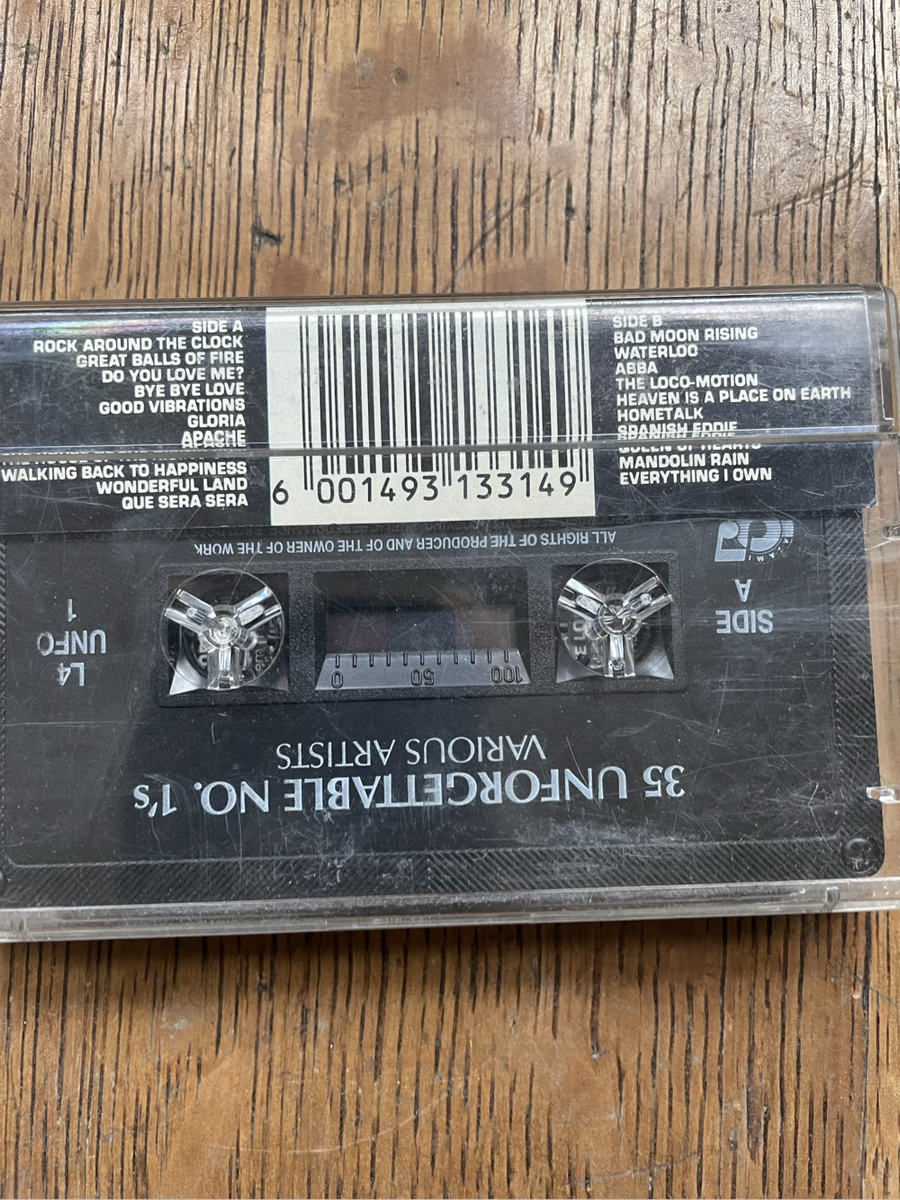 SIDE A
ROCK AROUND THE CLOCK
GREAT BALLS OF FIRE
DO YOU LOVE ME?
BYE BYE LOVE
GOOD VIBRATIONS
GLORIA
APACHE
WALKING BACK TO HAPPINESS
WONDERFUL LAND
QUE SERA SERA
6 001493 133149
SIDE B
BAD MOON RISING
WATERLOO
ABBA
THE LOCO-MOTION
HEAVEN IS A PLACE ON EARTH
HOMETALK
SPANISH EDDIE
QUEEN OF HEARTS
MANDOLIN RAIN
EVERYTHING I OWN
35 UNFORGETTABLE NO. 1's
VARIOUS ARTISTS
100 50 0
SIDE
A
L4
UNFO
1
ALL RIGHTS OF THE PRODUCER AND OF THE OWNER OF THE WORK